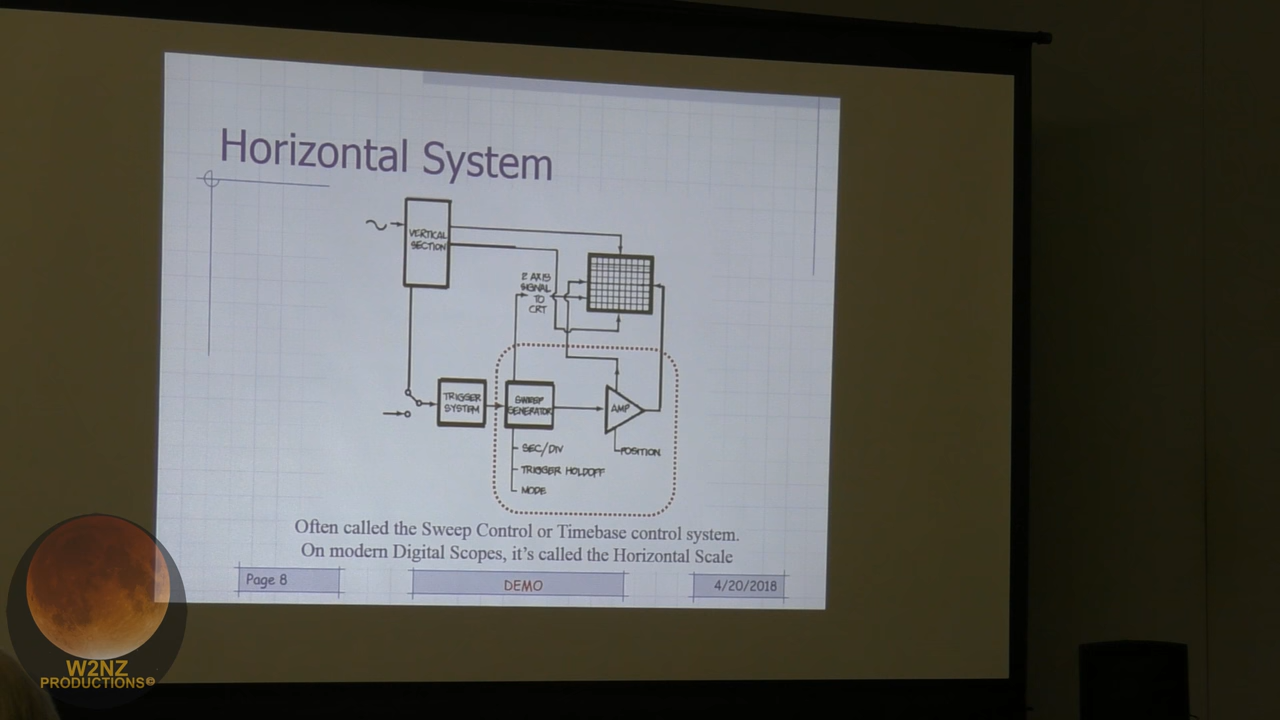 Horizontal System
VERTICAL
SECTION
Z AXIS
SIGNAL
TO
CRT
TRIGGER
SYSTEM
SWEEP
GENERATOR
AMP
SEC/DIV
POSITION
TRIGGER HOLDOFF
MODE
Often called the Sweep Control or Timebase control system.
On modern Digital Scopes, it's called the Horizontal Scale
Page 8
DEMO
4/20/2018
W2NZ
PRODUCTIONS©